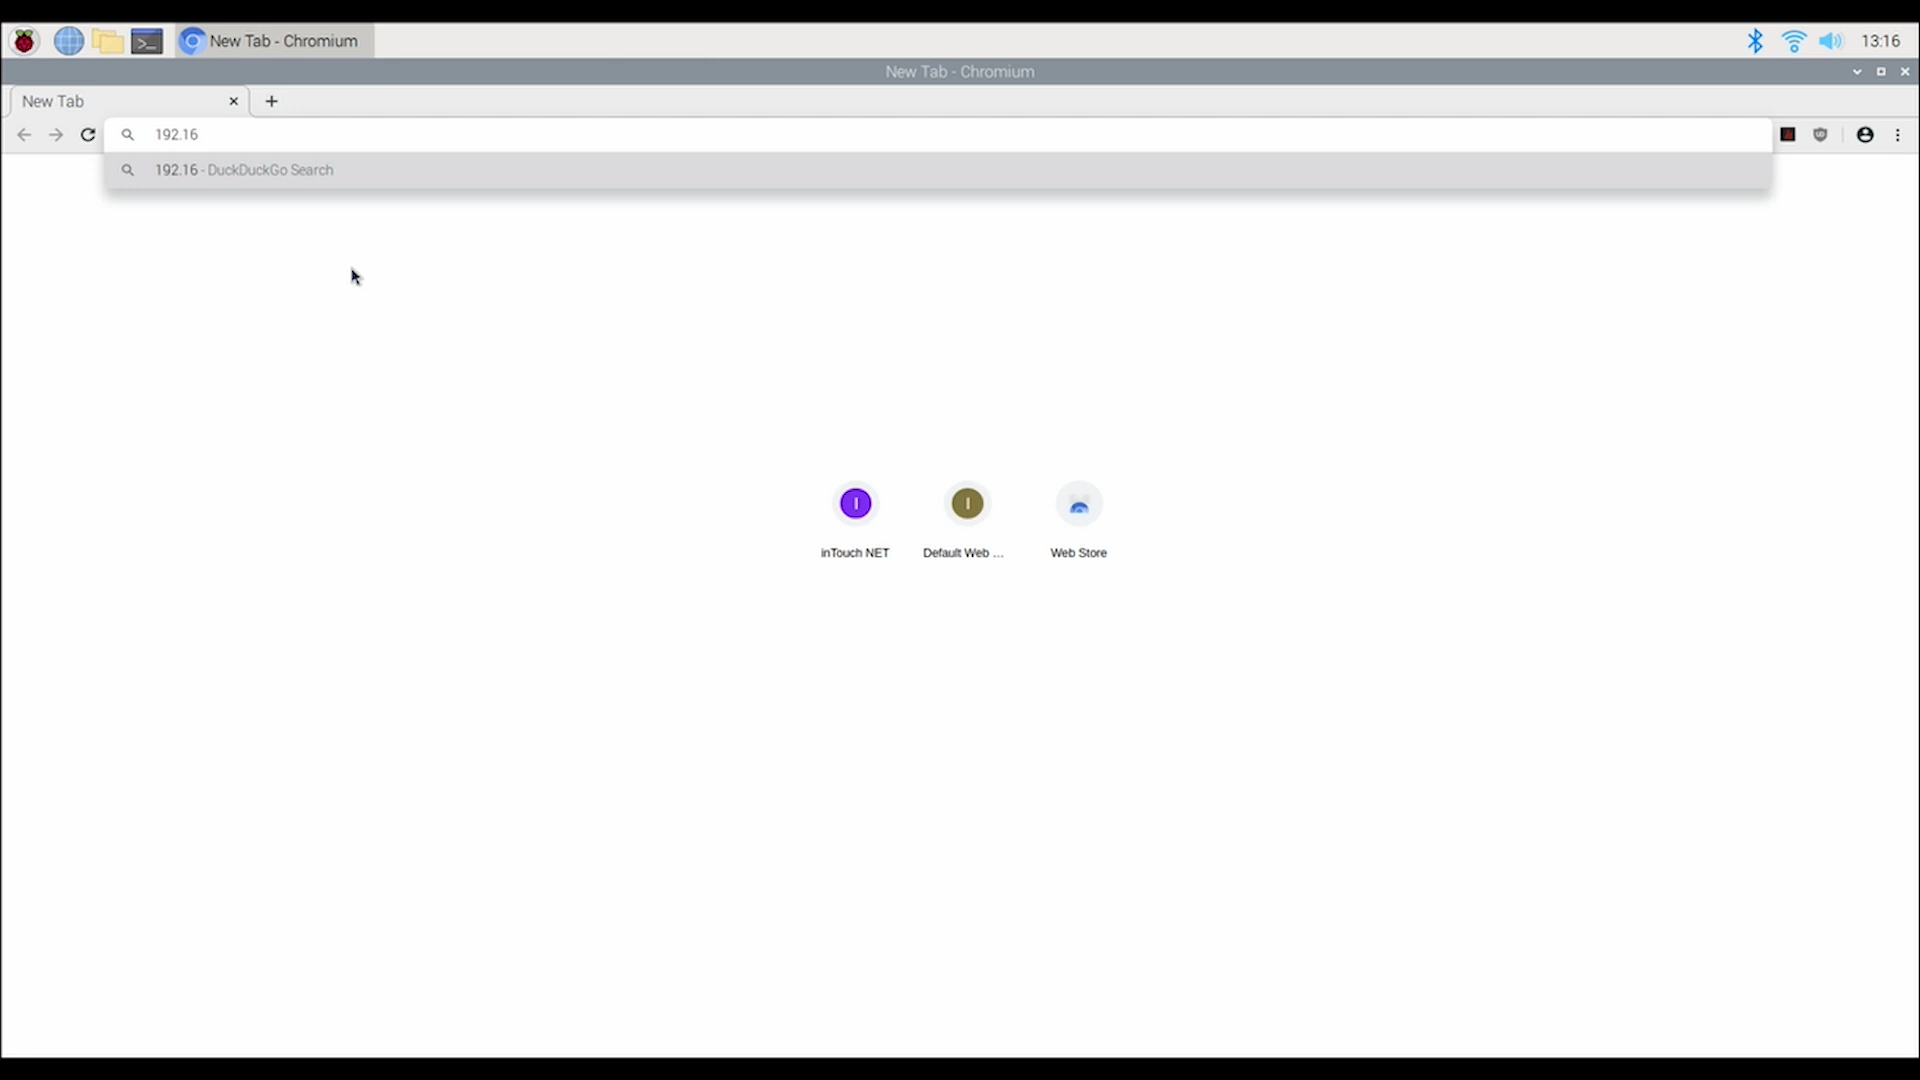 New Tab - Chromium
13:16
New Tab - Chromium
New Tab
192.16
192.16 - DuckDuckGo Search
I
inTouch NET
I
Default Web ...
Web Store